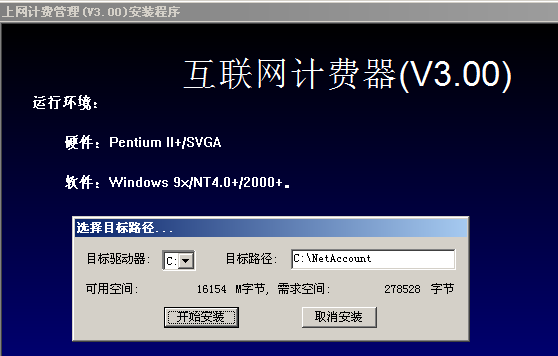 上网计费管理(V3.00)安装程序
互联网计费器(V3.00)
运行环境：
硬件：Pentium II+/SVGA
软件：Windows 9x/NT4.0+/2000+。
选择目标路径...
目标驱动器: C: 目标路径: C:\NetAccount
可用空间: 16154 M字节, 需求空间: 278528 字节
开始安装 取消安装